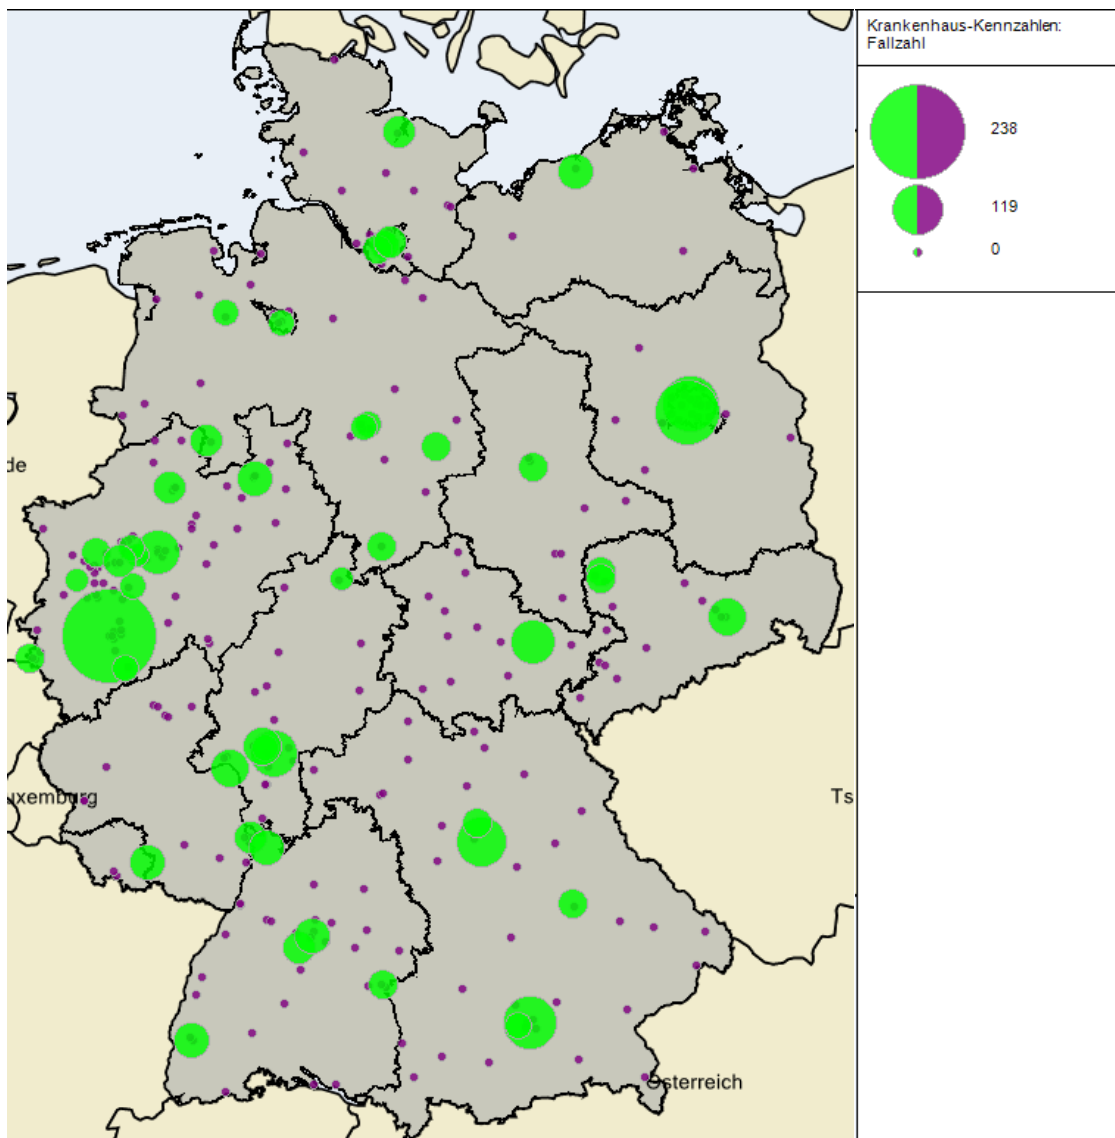 Krankenhaus-Kennzahlen:
Fallzahl
238
119
0
de
uxemburg
Ts
Österreich